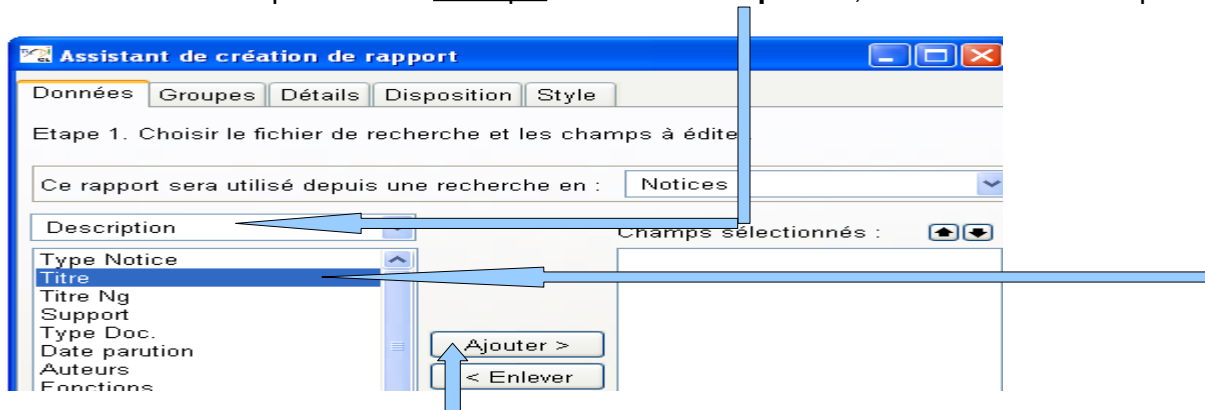 Assistant de création de rapport
Données Groupes Détails Disposition Style
Etape 1. Choisir le fichier de recherche et les champs à édite
Ce rapport sera utilisé depuis une recherche en : Notices
Description
Champs sélectionnés :
Type Notice
Titre
Titre Ng
Support
Type Doc.
Date parution
Auteurs
Fonctions
Ajouter >
< Enlever